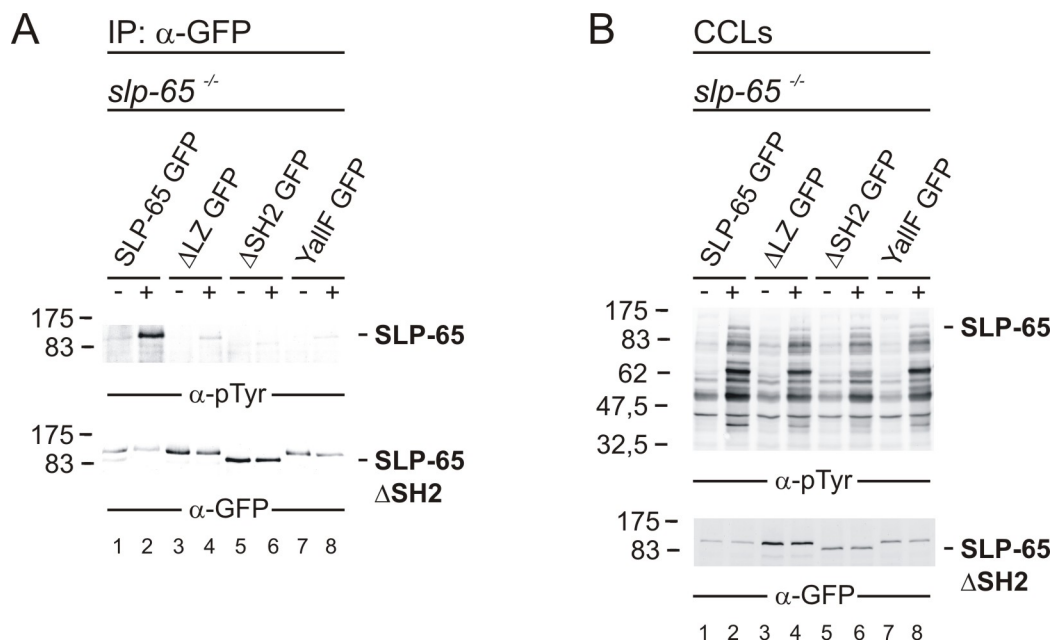 A
IP: α-GFP
slp-65 -/-
SLP-65 GFP
ΔLZ GFP
ΔSH2 GFP
YallF GFP
- + - + - + - +
175
83
SLP-65
α-pTyr
175
83
SLP-65
ΔSH2
α-GFP
1 2 3 4 5 6 7 8
B
CCLs
slp-65 -/-
SLP-65 GFP
ΔLZ GFP
ΔSH2 GFP
YallF GFP
- + - + - + - +
175
83
62
47,5
32,5
SLP-65
α-pTyr
175
83
SLP-65
ΔSH2
α-GFP
1 2 3 4 5 6 7 8